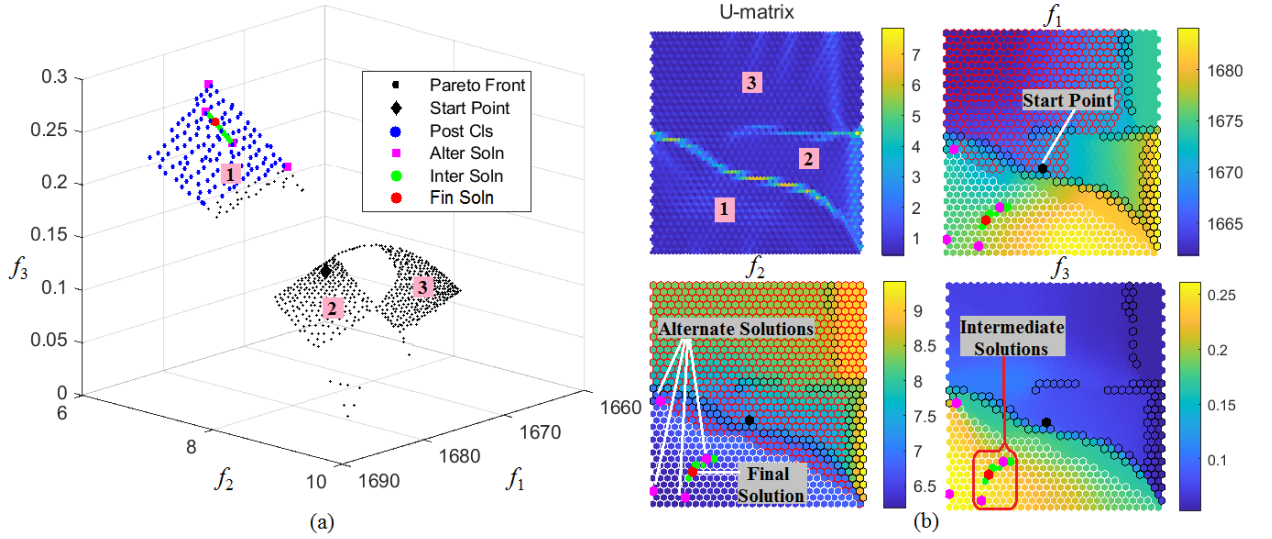 0.3
0.25
0.2
0.15
0.1
0.05
0
f3
6
8
10
f2
1690
1680
1670
1660
f1
Pareto Front
Start Point
Post Cls
Alter Soln
Inter Soln
Fin Soln
1
2
3
(a)
U-matrix
3
2
1
7
6
5
4
3
2
1
f1
Start Point
1680
1675
1670
1665
f2
Alternate Solutions
Final
Solution
9
8.5
8
7.5
7
6.5
f3
Intermediate
Solutions
0.25
0.2
0.15
0.1
(b)